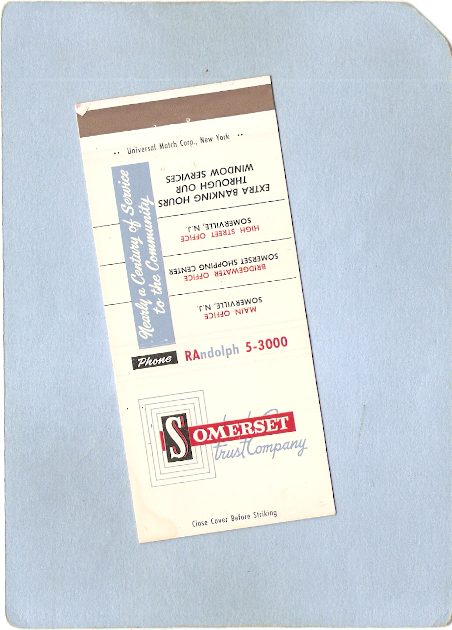 •• Universal Match Corp., New York ••
MAIN OFFICE
SOMERVILLE, N.J.
BRIDGEWATER OFFICE
SOMERSET SHOPPING CENTER
HIGH STREET OFFICE
SOMERVILLE, N.J.
EXTRA BANKING HOURS
THROUGH OUR
WINDOW SERVICES
Nearly a Century of Service
to the Community
Phone RAndolph 5-3000
SOMERSET
Trust Company
Close Cover Before Striking